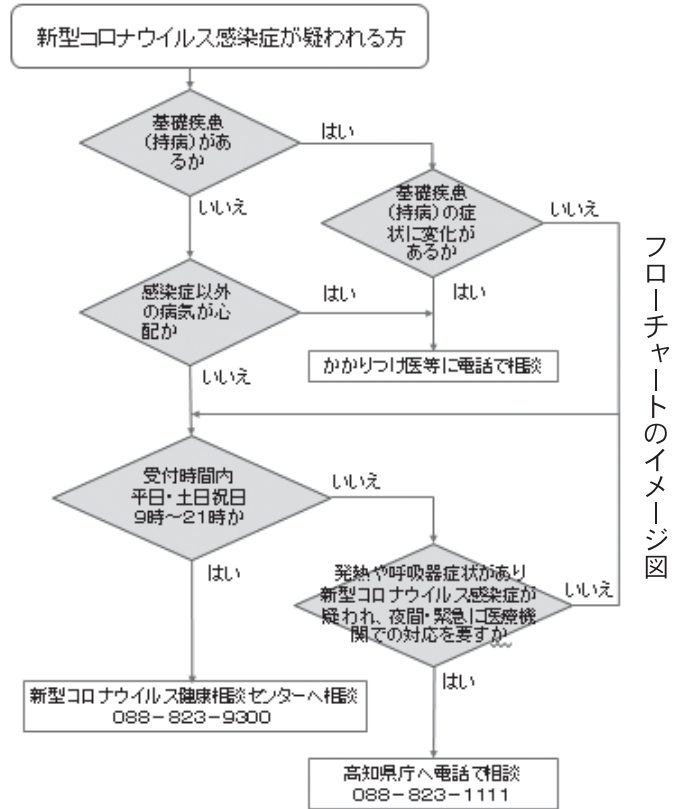 新型コロナウイルス感染症が疑われる方
基礎疾患
(持病)があ
るか
はい
いいえ
基礎疾患
(持病)の症
状に変化が
あるか
いいえ
はい
感染症以外
の病気が心
配か
はい
いいえ
かかりつけ医等に電話で相談
受付時間内
平日・土日祝日
9時～21時か
いいえ
はい
発熱や呼吸器症状があり
新型コロナウイルス感染症が
疑われ、夜間・緊急に医療機
関での対応を要すか
いいえ
はい
新型コロナウイルス健康相談センターへ相談
088-823-9300
高知県庁へ電話で相談
088-823-1111
フローチャートのイメージ図